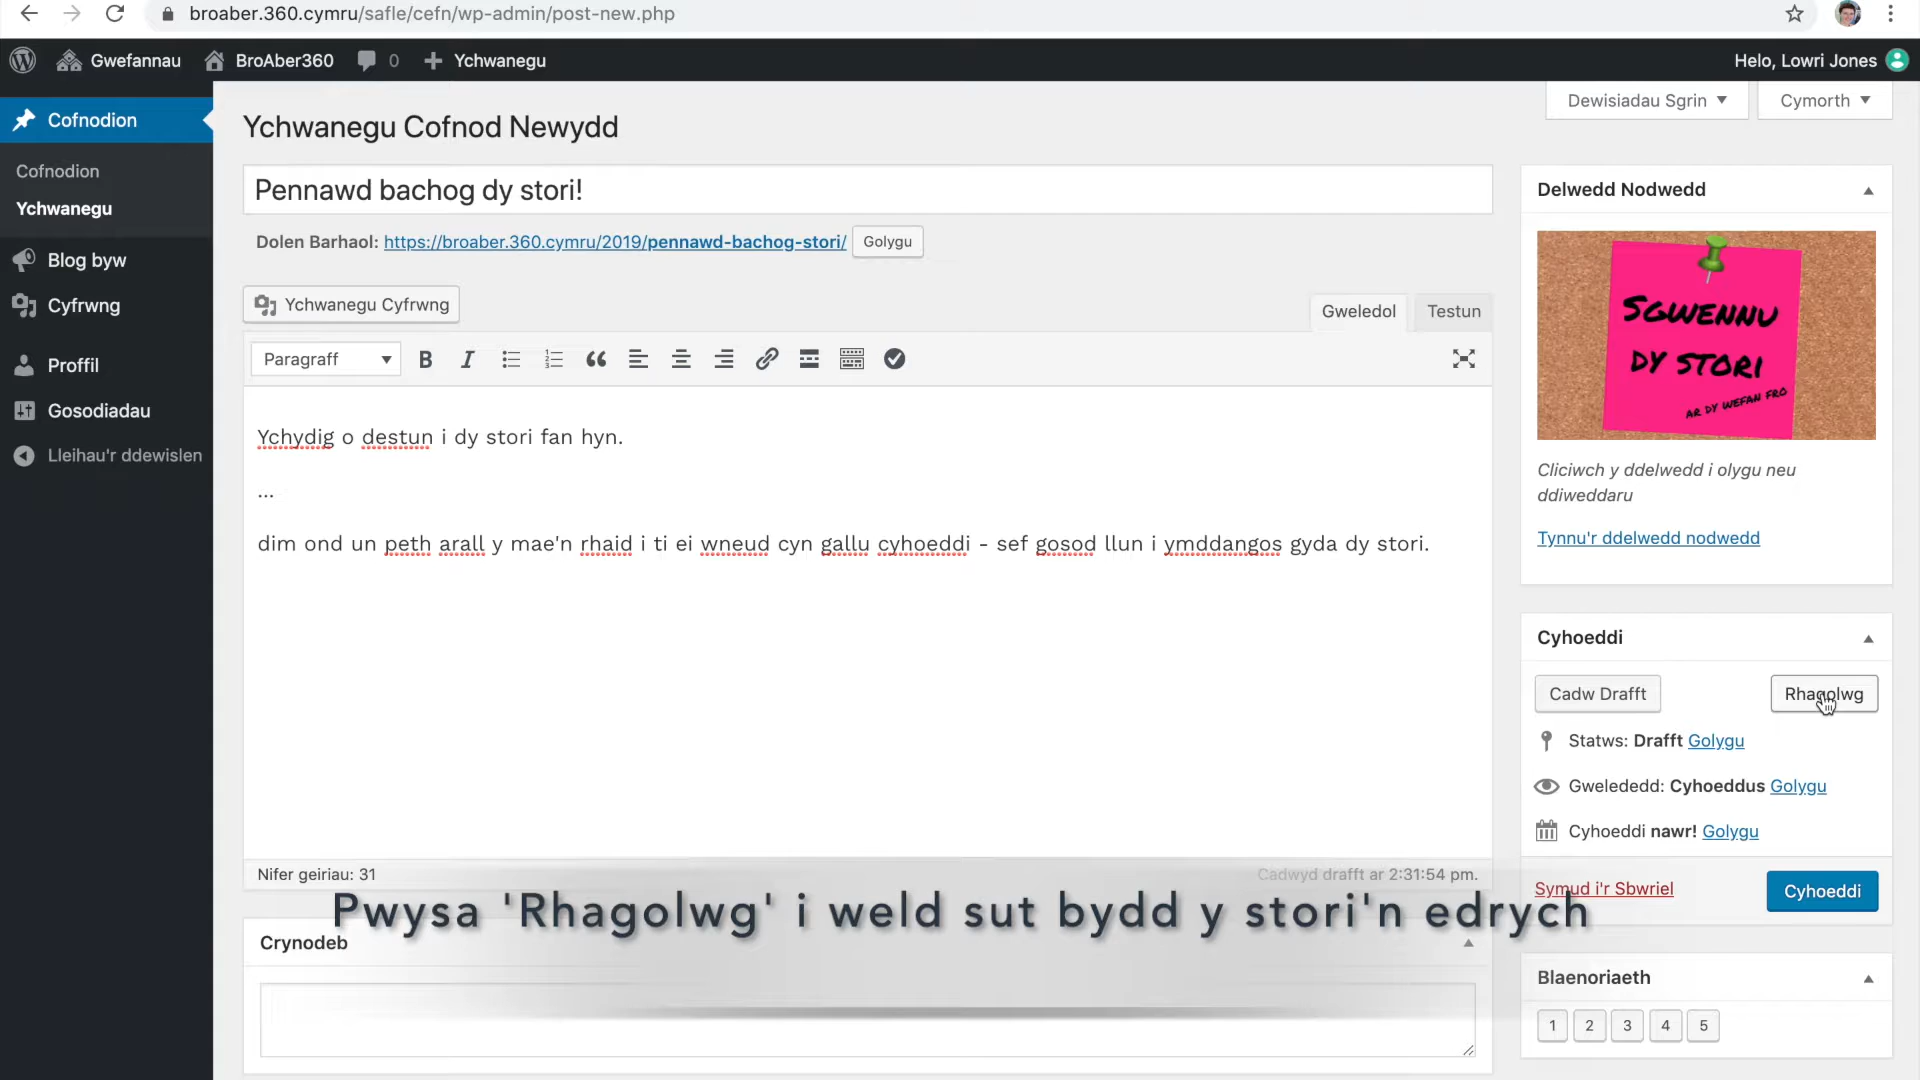 broaber.360.cymru/safle/cefn/wp-admin/post-new.php
Gwefannau BroAber360 0 Ychwanegu Helo, Lowri Jones
Dewisiadau Sgrin Cymorth
Cofnodion
Cofnodion
Ychwanegu
Blog byw
Cyfrwng
Proffil
Gosodiadau
Lleihau'r ddewislen
Ychwanegu Cofnod Newydd
Pennawd bachog dy stori!
Dolen Barhaol: https://broaber.360.cymru/2019/pennawd-bachog-stori/ Golygu
Ychwanegu Cyfrwng
Gweledol Testun
Paragraff
Ychydig o destun i dy stori fan hyn.
...
dim ond un peth arall y mae'n rhaid i ti ei wneud cyn gallu cyhoeddi - sef gosod llun i ymddangos gyda dy stori.
Nifer geiriau: 31 Cadwyd drafft ar 2:31:54 pm.
Pwysa 'Rhagolwg' i weld sut bydd y stori'n edrych
Crynodeb
Delwedd Nodwedd
SGWENNU
DY STORI
AR DY WEFAN FRO
Cliciwch y ddelwedd i olygu neu
ddiweddaru
Tynnu'r ddelwedd nodwedd
Cyhoeddi
Cadw Drafft Rhagolwg
Statws: Drafft Golygu
Gwelededd: Cyhoeddus Golygu
Cyhoeddi nawr! Golygu
Symud i'r Sbwriel Cyhoeddi
Blaenoriaeth
1 2 3 4 5